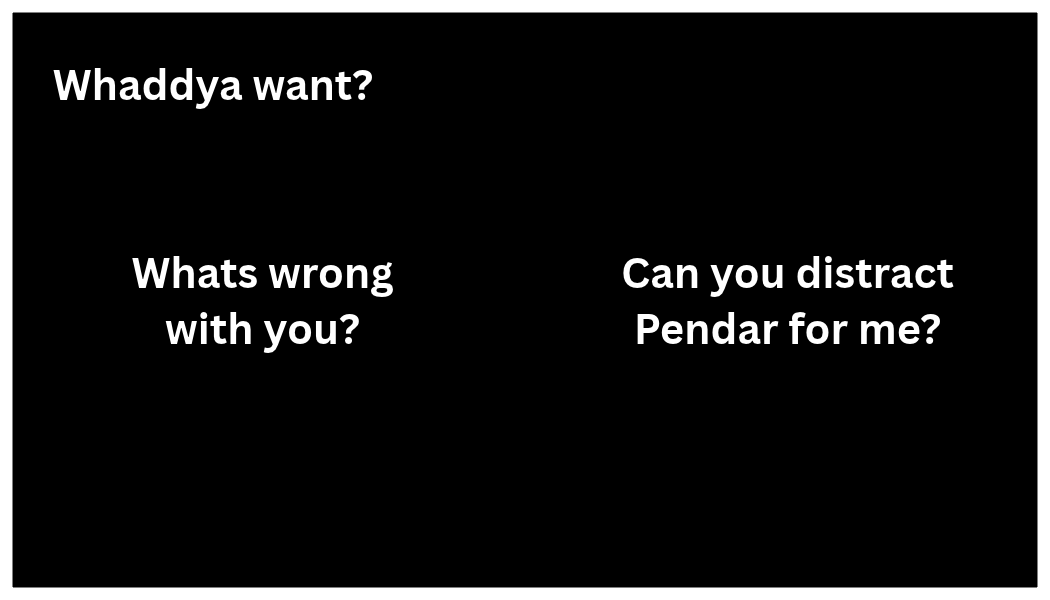 Whaddya want?
Whats wrong
with you?
Can you distract
Pendar for me?